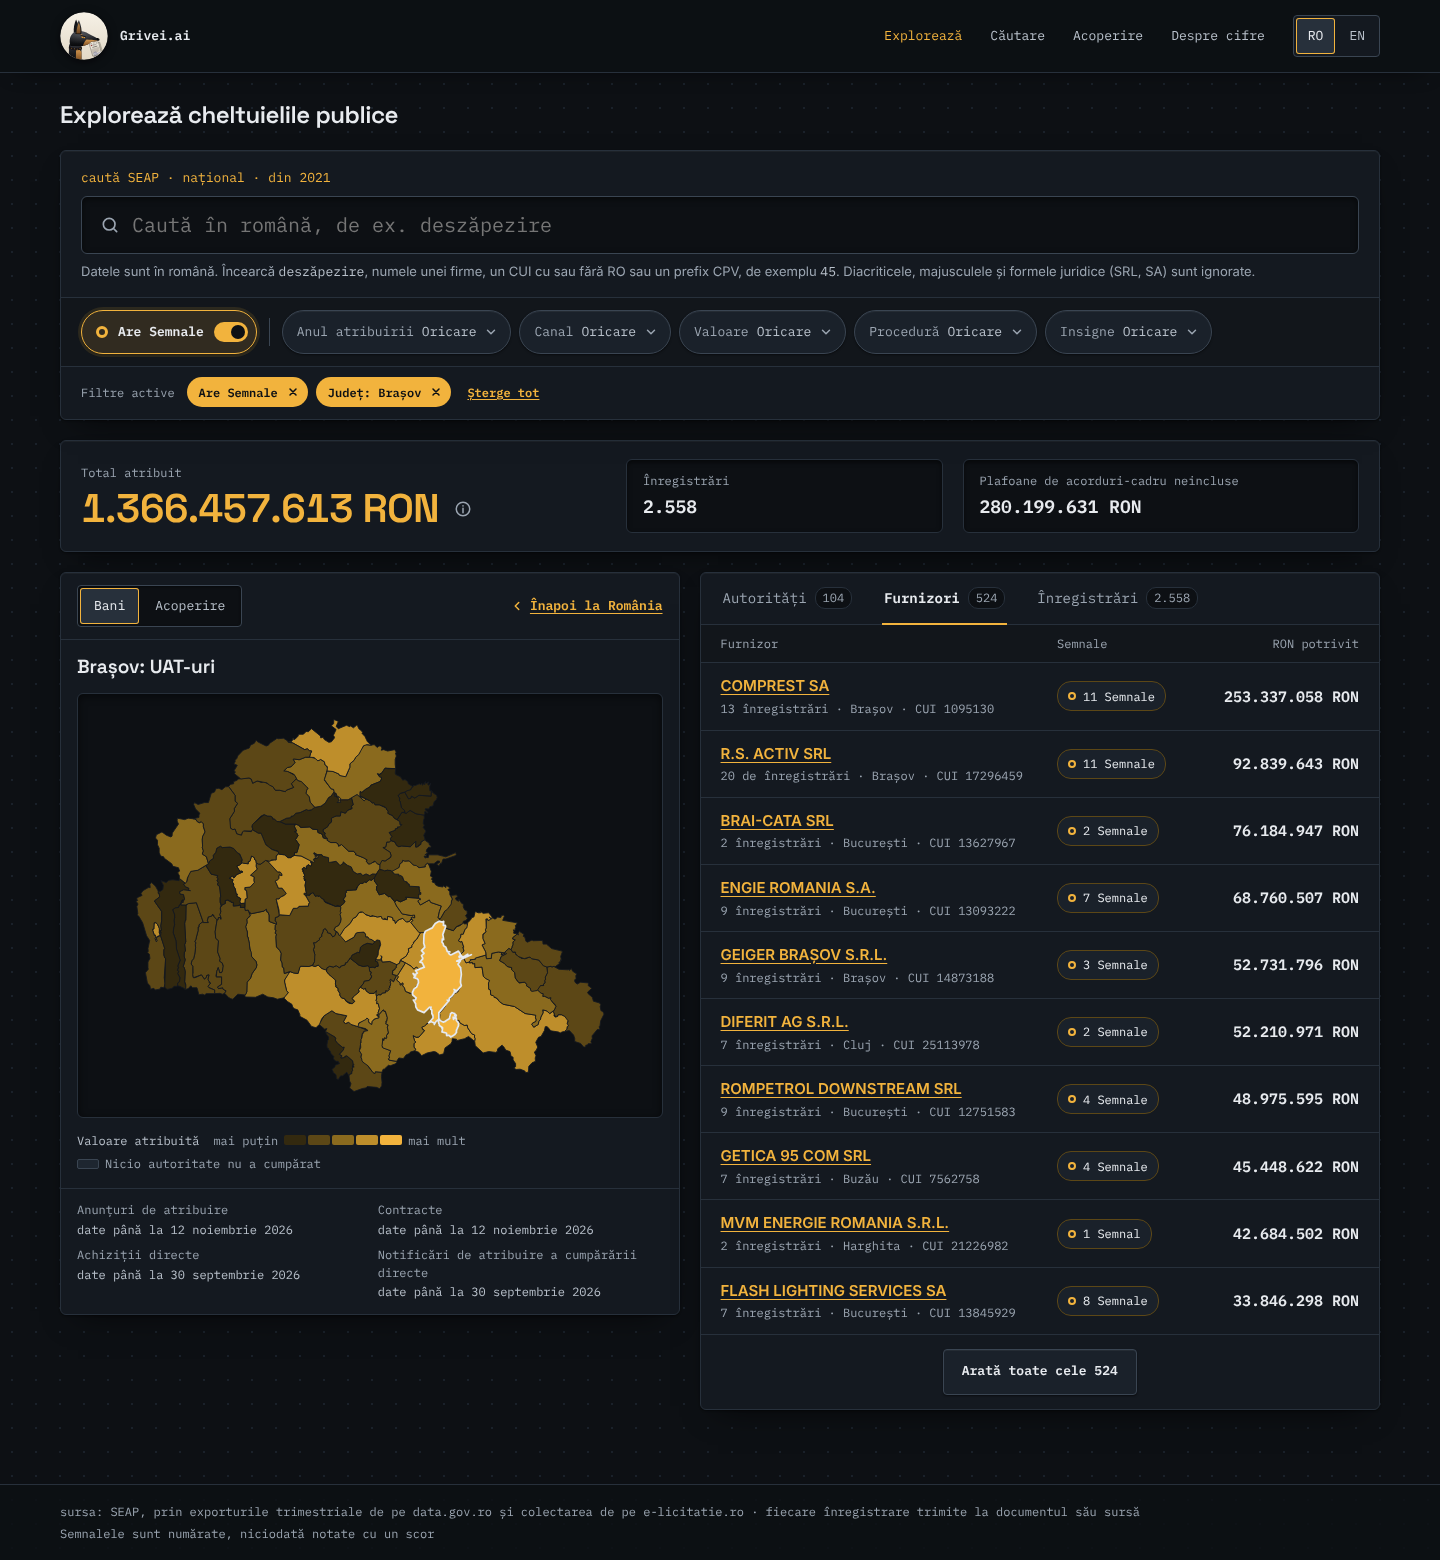 Grivei.ai
Explorează
Căutare
Acoperire
Despre cifre
RO
EN
Explorează cheltuielile publice
caută SEAP · național · din 2021
Caută în română, de ex. deszăpezire
Datele sunt în română. Încearcă deszăpezire, numele unei firme, un CUI cu sau fără RO sau un prefix CPV, de exemplu 45. Diacriticele, majusculele și formele juridice (SRL, SA) sunt ignorate.
Are Semnale
Anul atribuirii Oricare
Canal Oricare
Valoare Oricare
Procedură Oricare
Insigne Oricare
Filtre active
Are Semnale ×
Județ: Brașov ×
Șterge tot
Total atribuit
1.366.457.613 RON
Înregistrări
2.558
Plafoane de acorduri-cadru neincluse
280.199.631 RON
Bani
Acoperire
Înapoi la România
Brașov: UAT-uri
Valoare atribuită mai puțin mai mult
Nicio autoritate nu a cumpărat
Anunțuri de atribuire
date până la 12 noiembrie 2026
Contracte
date până la 12 noiembrie 2026
Achiziții directe
date până la 30 septembrie 2026
Notificări de atribuire a cumpărării
directe
date până la 30 septembrie 2026
Autorități 104
Furnizori 524
Înregistrări 2.558
Furnizor
Semnale
RON potrivit
COMPREST SA
13 înregistrări · Brașov · CUI 1095130
11 Semnale
253.337.058 RON
R.S. ACTIV SRL
20 de înregistrări · Brașov · CUI 17296459
11 Semnale
92.839.643 RON
BRAI-CATA SRL
2 înregistrări · București · CUI 13627967
2 Semnale
76.184.947 RON
ENGIE ROMANIA S.A.
9 înregistrări · București · CUI 13093222
7 Semnale
68.760.507 RON
GEIGER BRAȘOV S.R.L.
9 înregistrări · Brașov · CUI 14873188
3 Semnale
52.731.796 RON
DIFERIT AG S.R.L.
7 înregistrări · Cluj · CUI 25113978
2 Semnale
52.210.971 RON
ROMPETROL DOWNSTREAM SRL
9 înregistrări · București · CUI 12751583
4 Semnale
48.975.595 RON
GETICA 95 COM SRL
7 înregistrări · Buzău · CUI 7562758
4 Semnale
45.448.622 RON
MVM ENERGIE ROMANIA S.R.L.
2 înregistrări · Harghita · CUI 21226982
1 Semnal
42.684.502 RON
FLASH LIGHTING SERVICES SA
7 înregistrări · București · CUI 13845929
8 Semnale
33.846.298 RON
Arată toate cele 524
sursa: SEAP, prin exporturile trimestriale de pe data.gov.ro și colectarea de pe e-licitatie.ro · fiecare înregistrare trimite la documentul său sursă
Semnalele sunt numărate, niciodată notate cu un scor